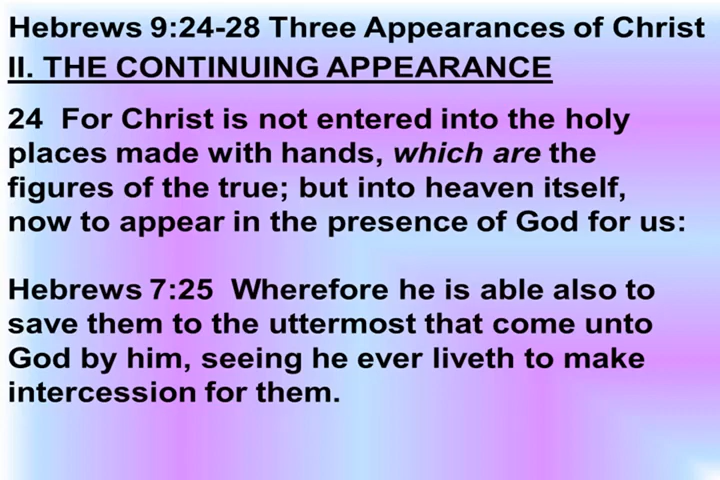 Hebrews 9:24-28 Three Appearances of Christ
II. THE CONTINUING APPEARANCE
24  For Christ is not entered into the holy
places made with hands, which are the
figures of the true; but into heaven itself,
now to appear in the presence of God for us:
Hebrews 7:25  Wherefore he is able also to
save them to the uttermost that come unto
God by him, seeing he ever liveth to make
intercession for them.